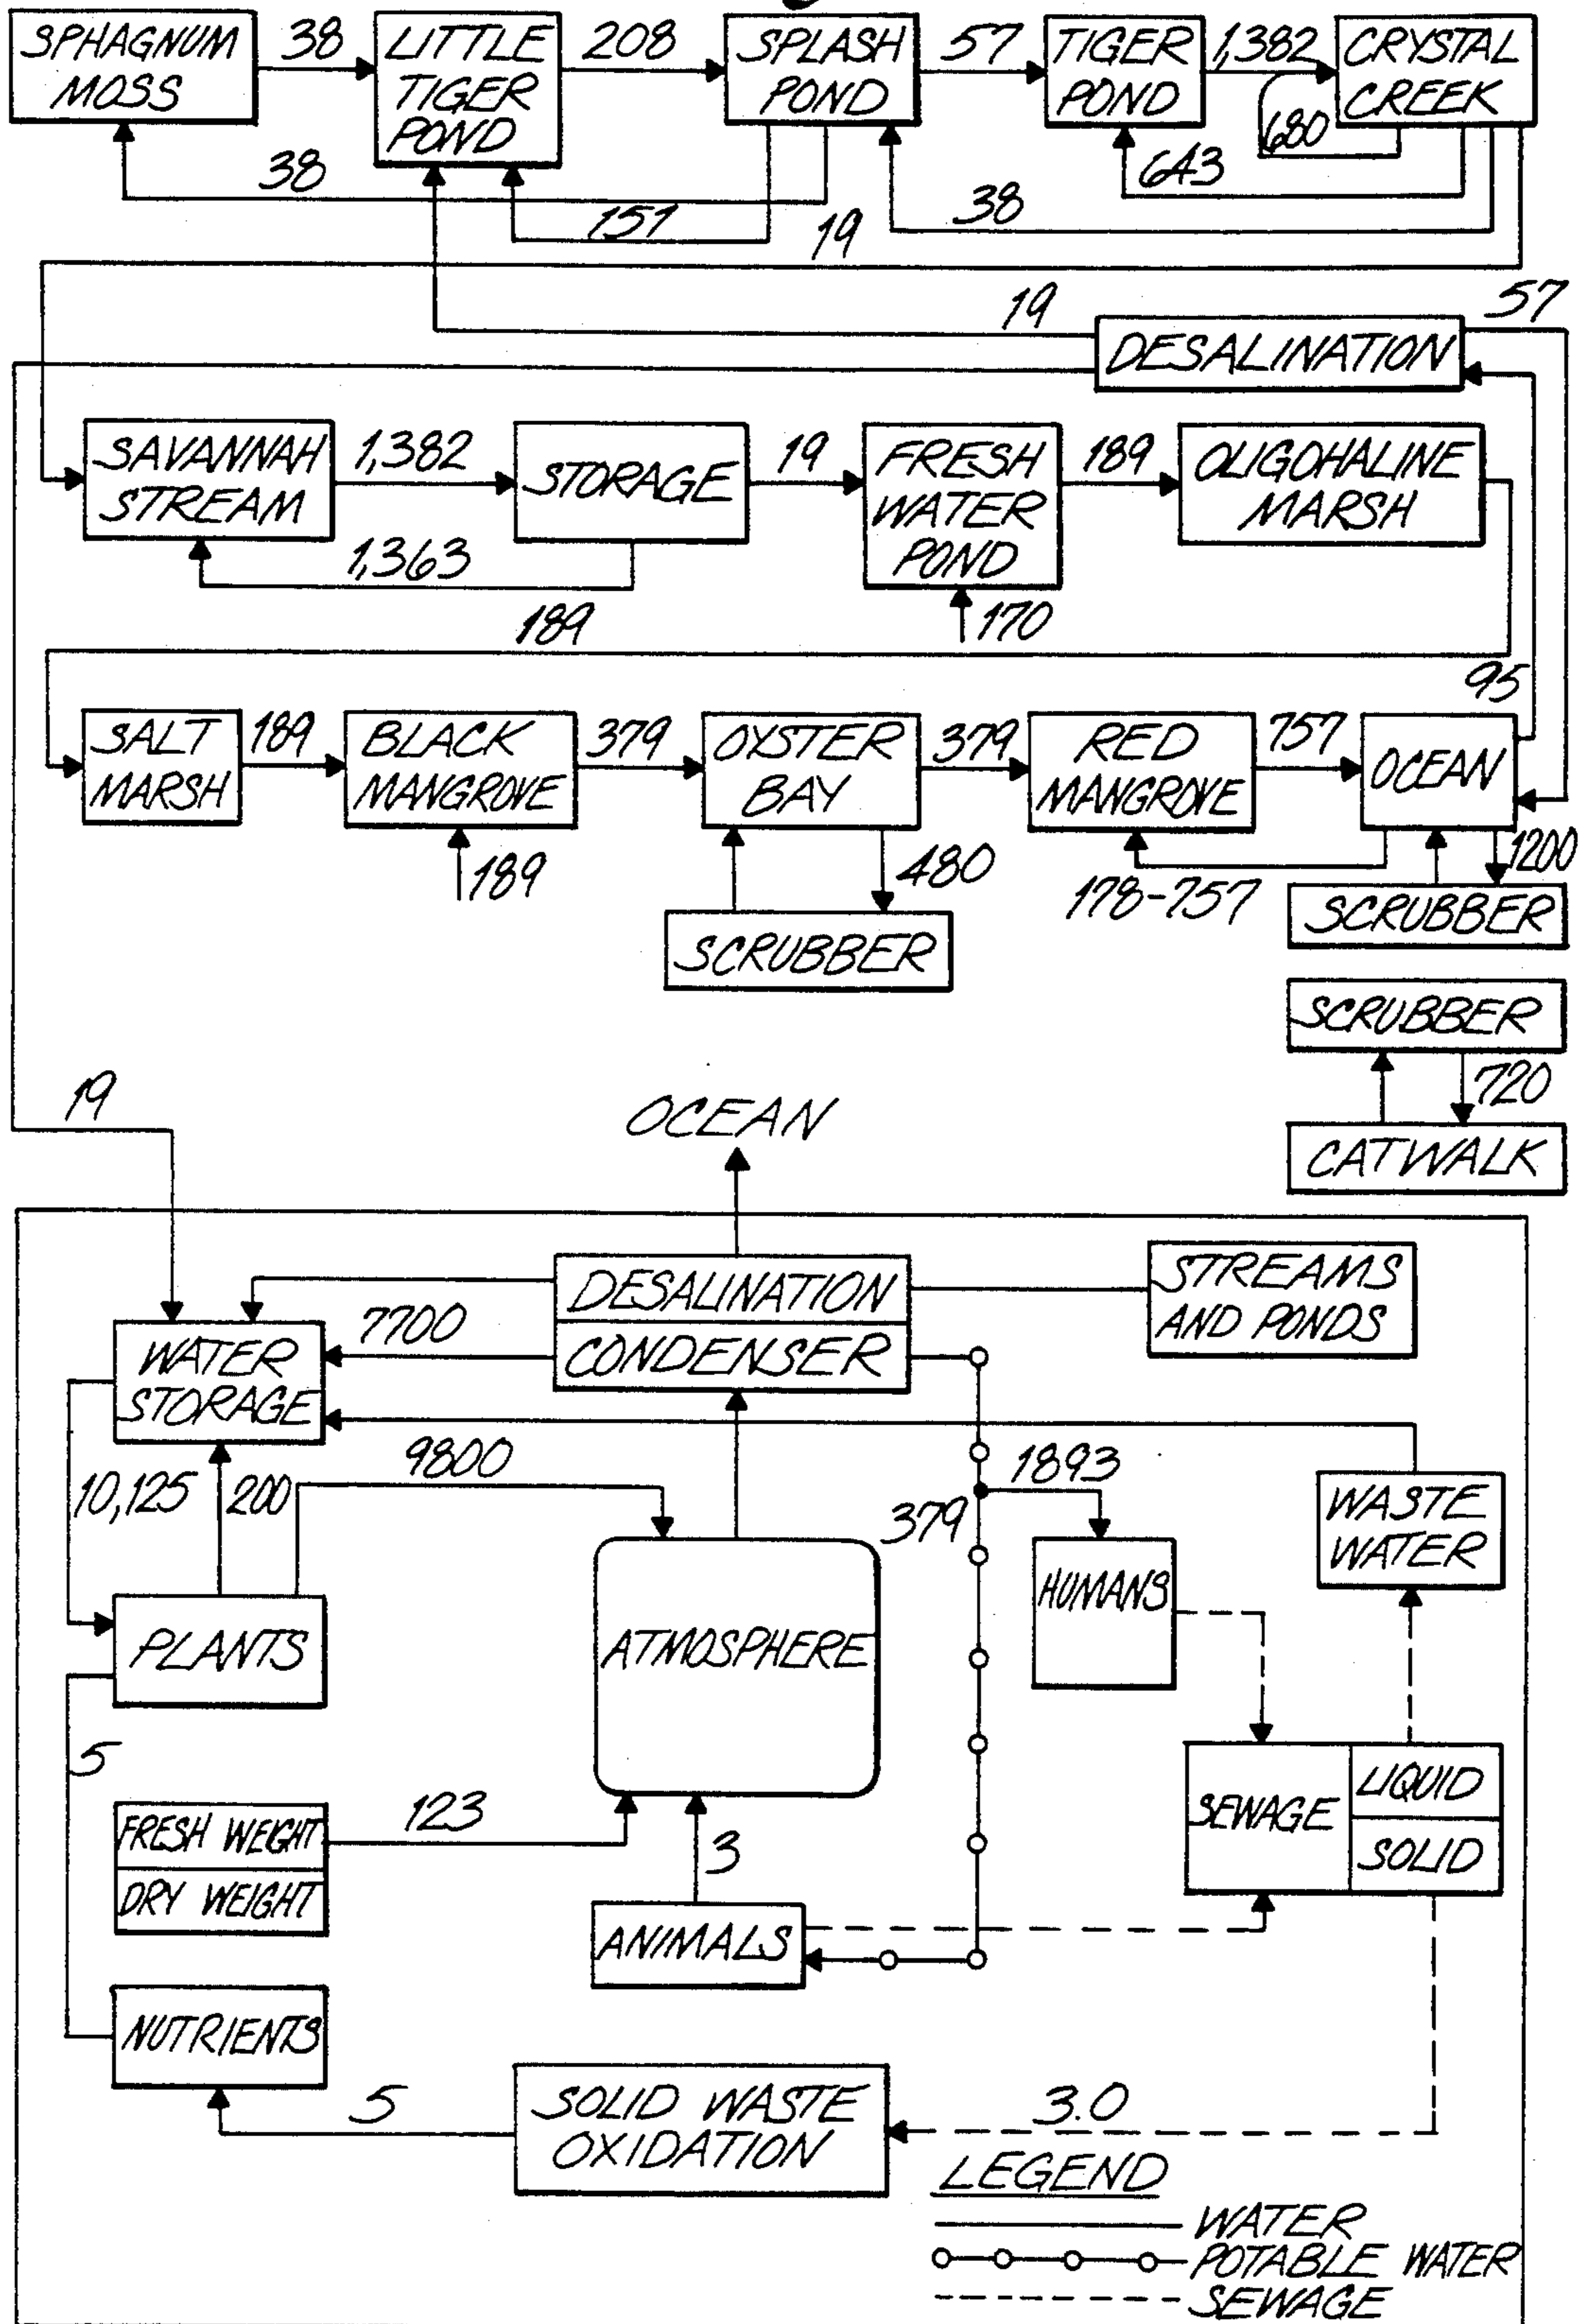 SPHAGNUM
MOSS
38
LITTLE
TIGER
POND
208
SPLASH
POND
57
TIGER
POND
1,382
CRYSTAL
CREEK
680
643
38
38
151
19
19
57
DESALINATION
SAVANNAH
STREAM
1,382
STORAGE
19
FRESH
WATER
POND
189
OLIGOHALINE
MARSH
1,363
170
189
95
SALT
MARSH
189
BLACK
MANGROVE
379
OYSTER
BAY
379
RED
MANGROVE
757
OCEAN
189
480
178-757
1200
SCRUBBER
SCRUBBER
SCRUBBER
720
CATWALK
19
OCEAN
DESALINATION
CONDENSER
STREAMS
AND PONDS
7700
WATER
STORAGE
10,125
200
9800
1893
379
WASTE
WATER
HUMANS
PLANTS
ATMOSPHERE
5
FRESH WEIGHT
DRY WEIGHT
123
3
SEWAGE
LIQUID
SOLID
ANIMALS
NUTRIENTS
5
SOLID WASTE
OXIDATION
3.0
LEGEND
WATER
POTABLE WATER
SEWAGE